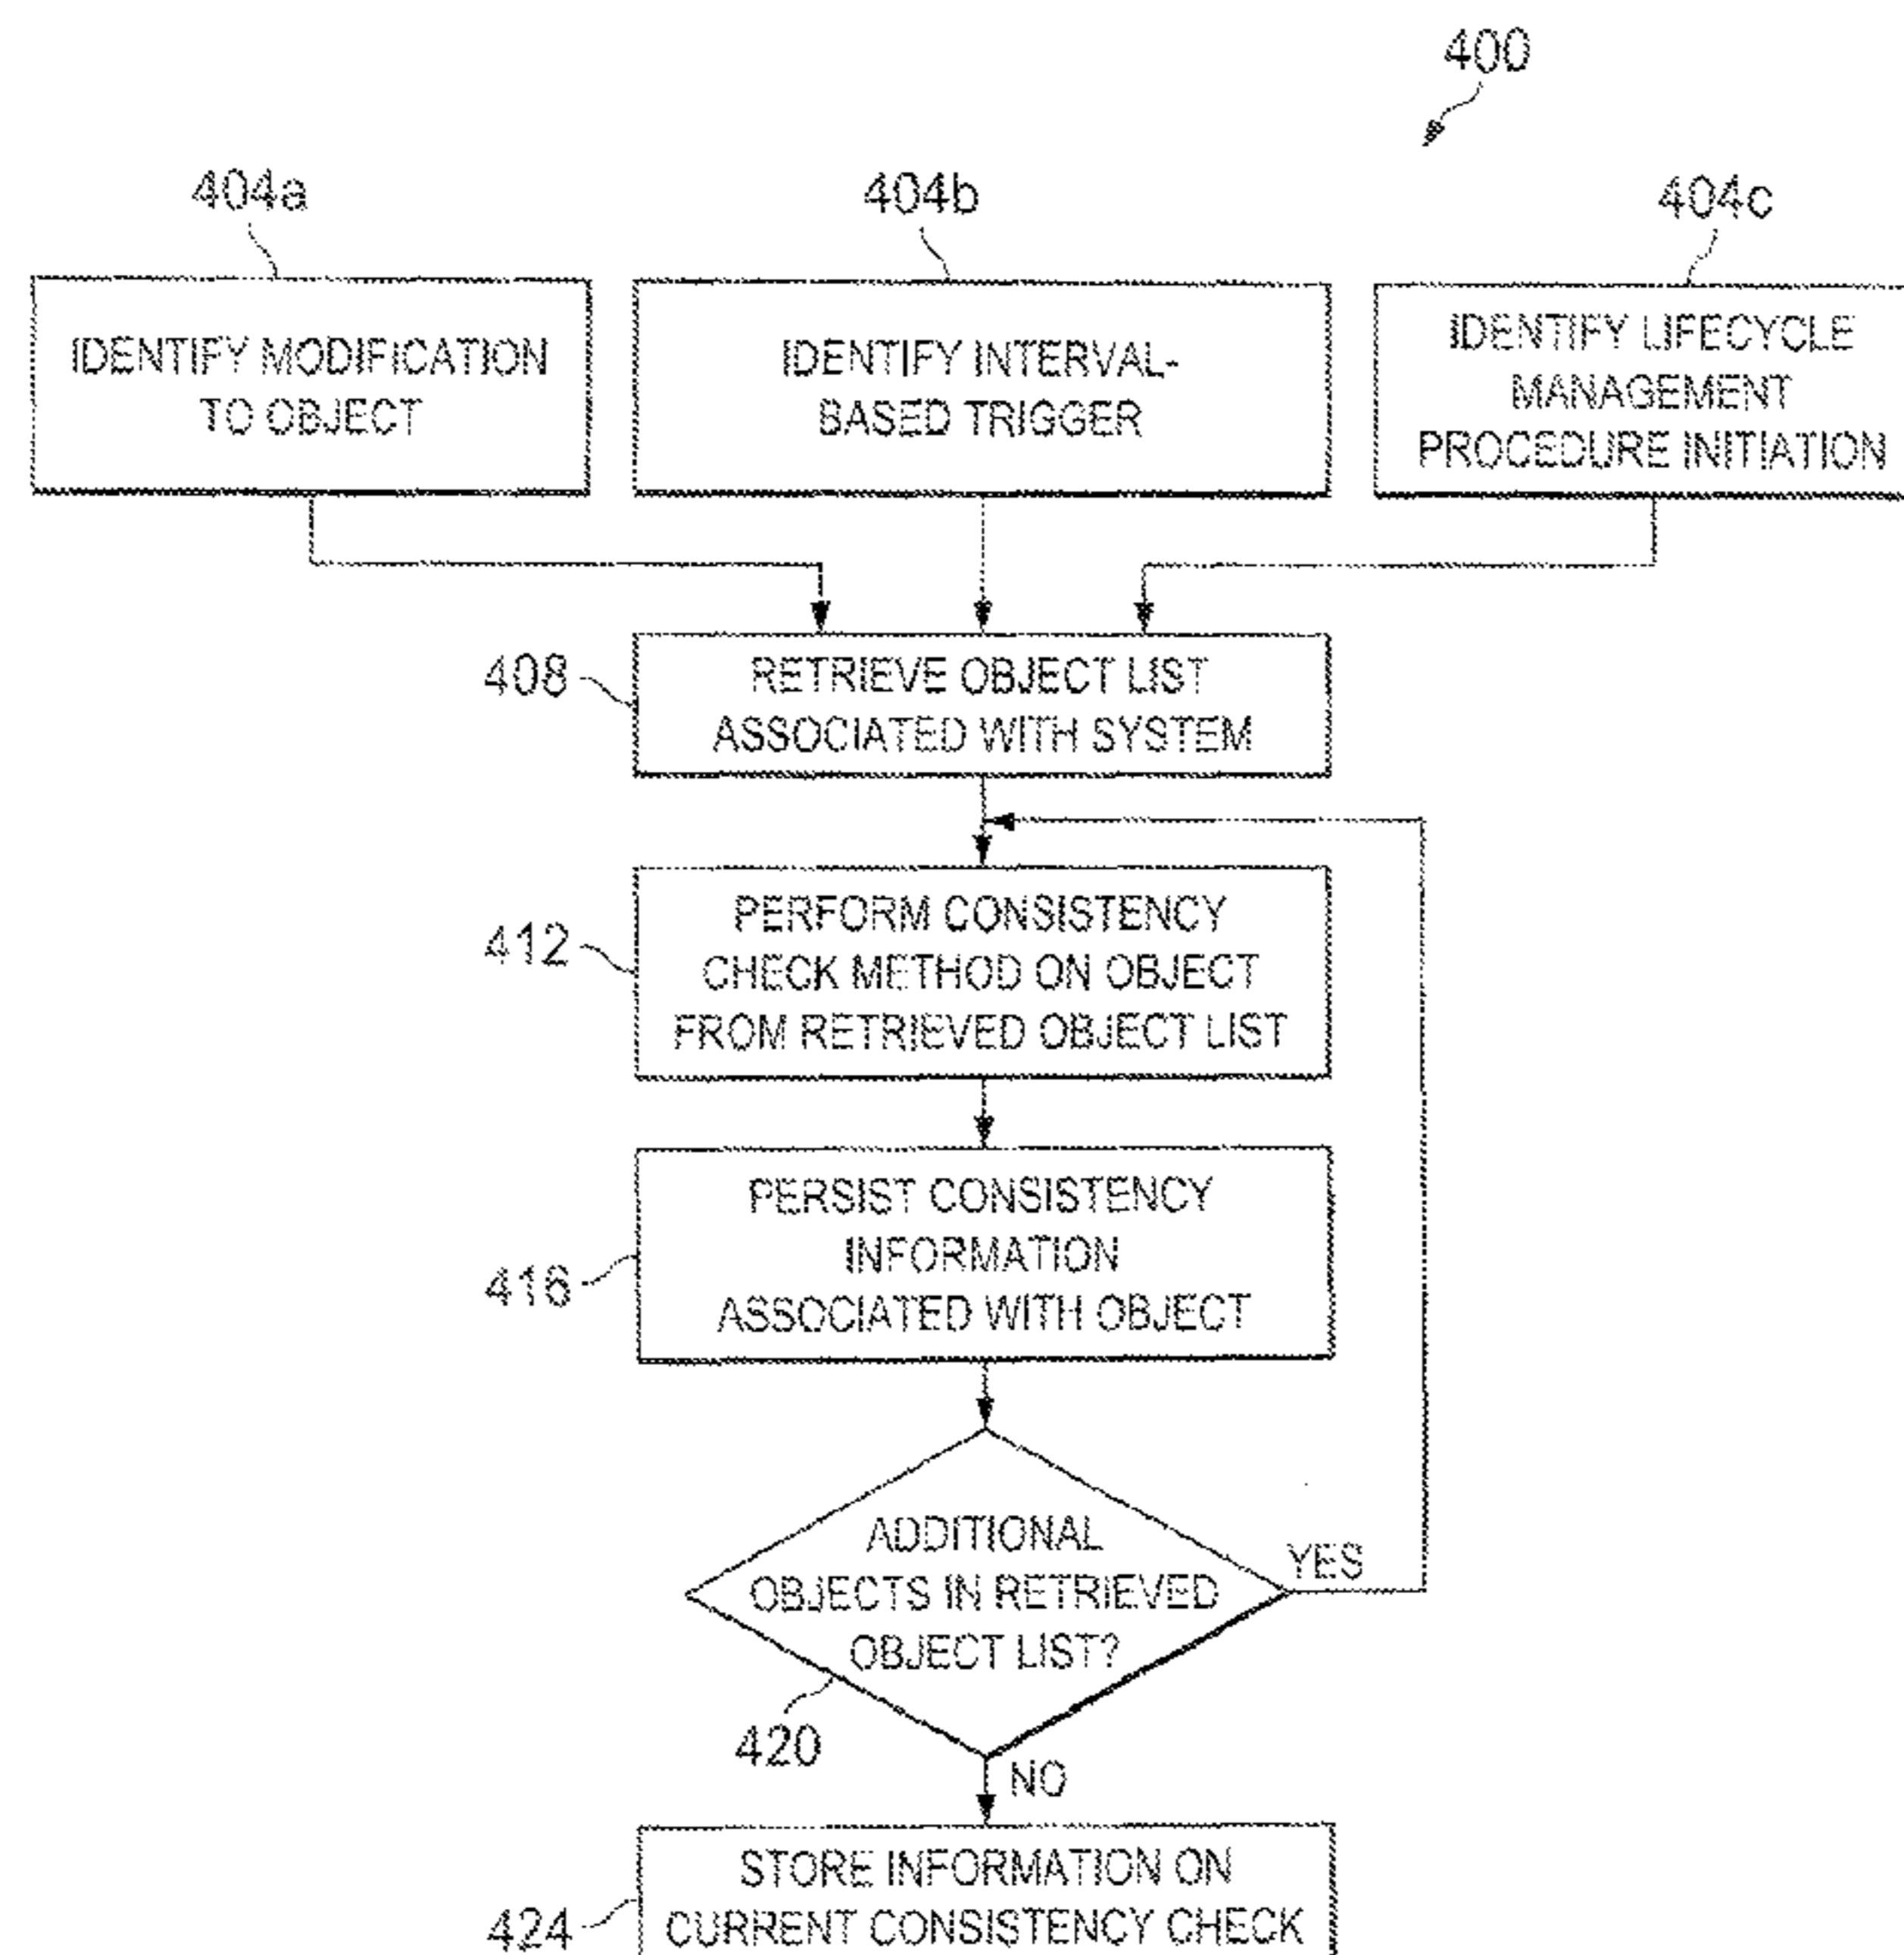 400
404a
404b
404c
IDENTIFY MODIFICATION
TO OBJECT
IDENTIFY INTERVAL-
BASED TRIGGER
IDENTIFY LIFECYCLE
MANAGEMENT
PROCEDURE INITIATION
408
RETRIEVE OBJECT LIST
ASSOCIATED WITH SYSTEM
412
PERFORM CONSISTENCY
CHECK METHOD ON OBJECT
FROM RETRIEVED OBJECT LIST
416
PERSIST CONSISTENCY
INFORMATION
ASSOCIATED WITH OBJECT
ADDITIONAL
OBJECTS IN RETRIEVED
OBJECT LIST?
YES
420
NO
424
STORE INFORMATION ON
CURRENT CONSISTENCY CHECK